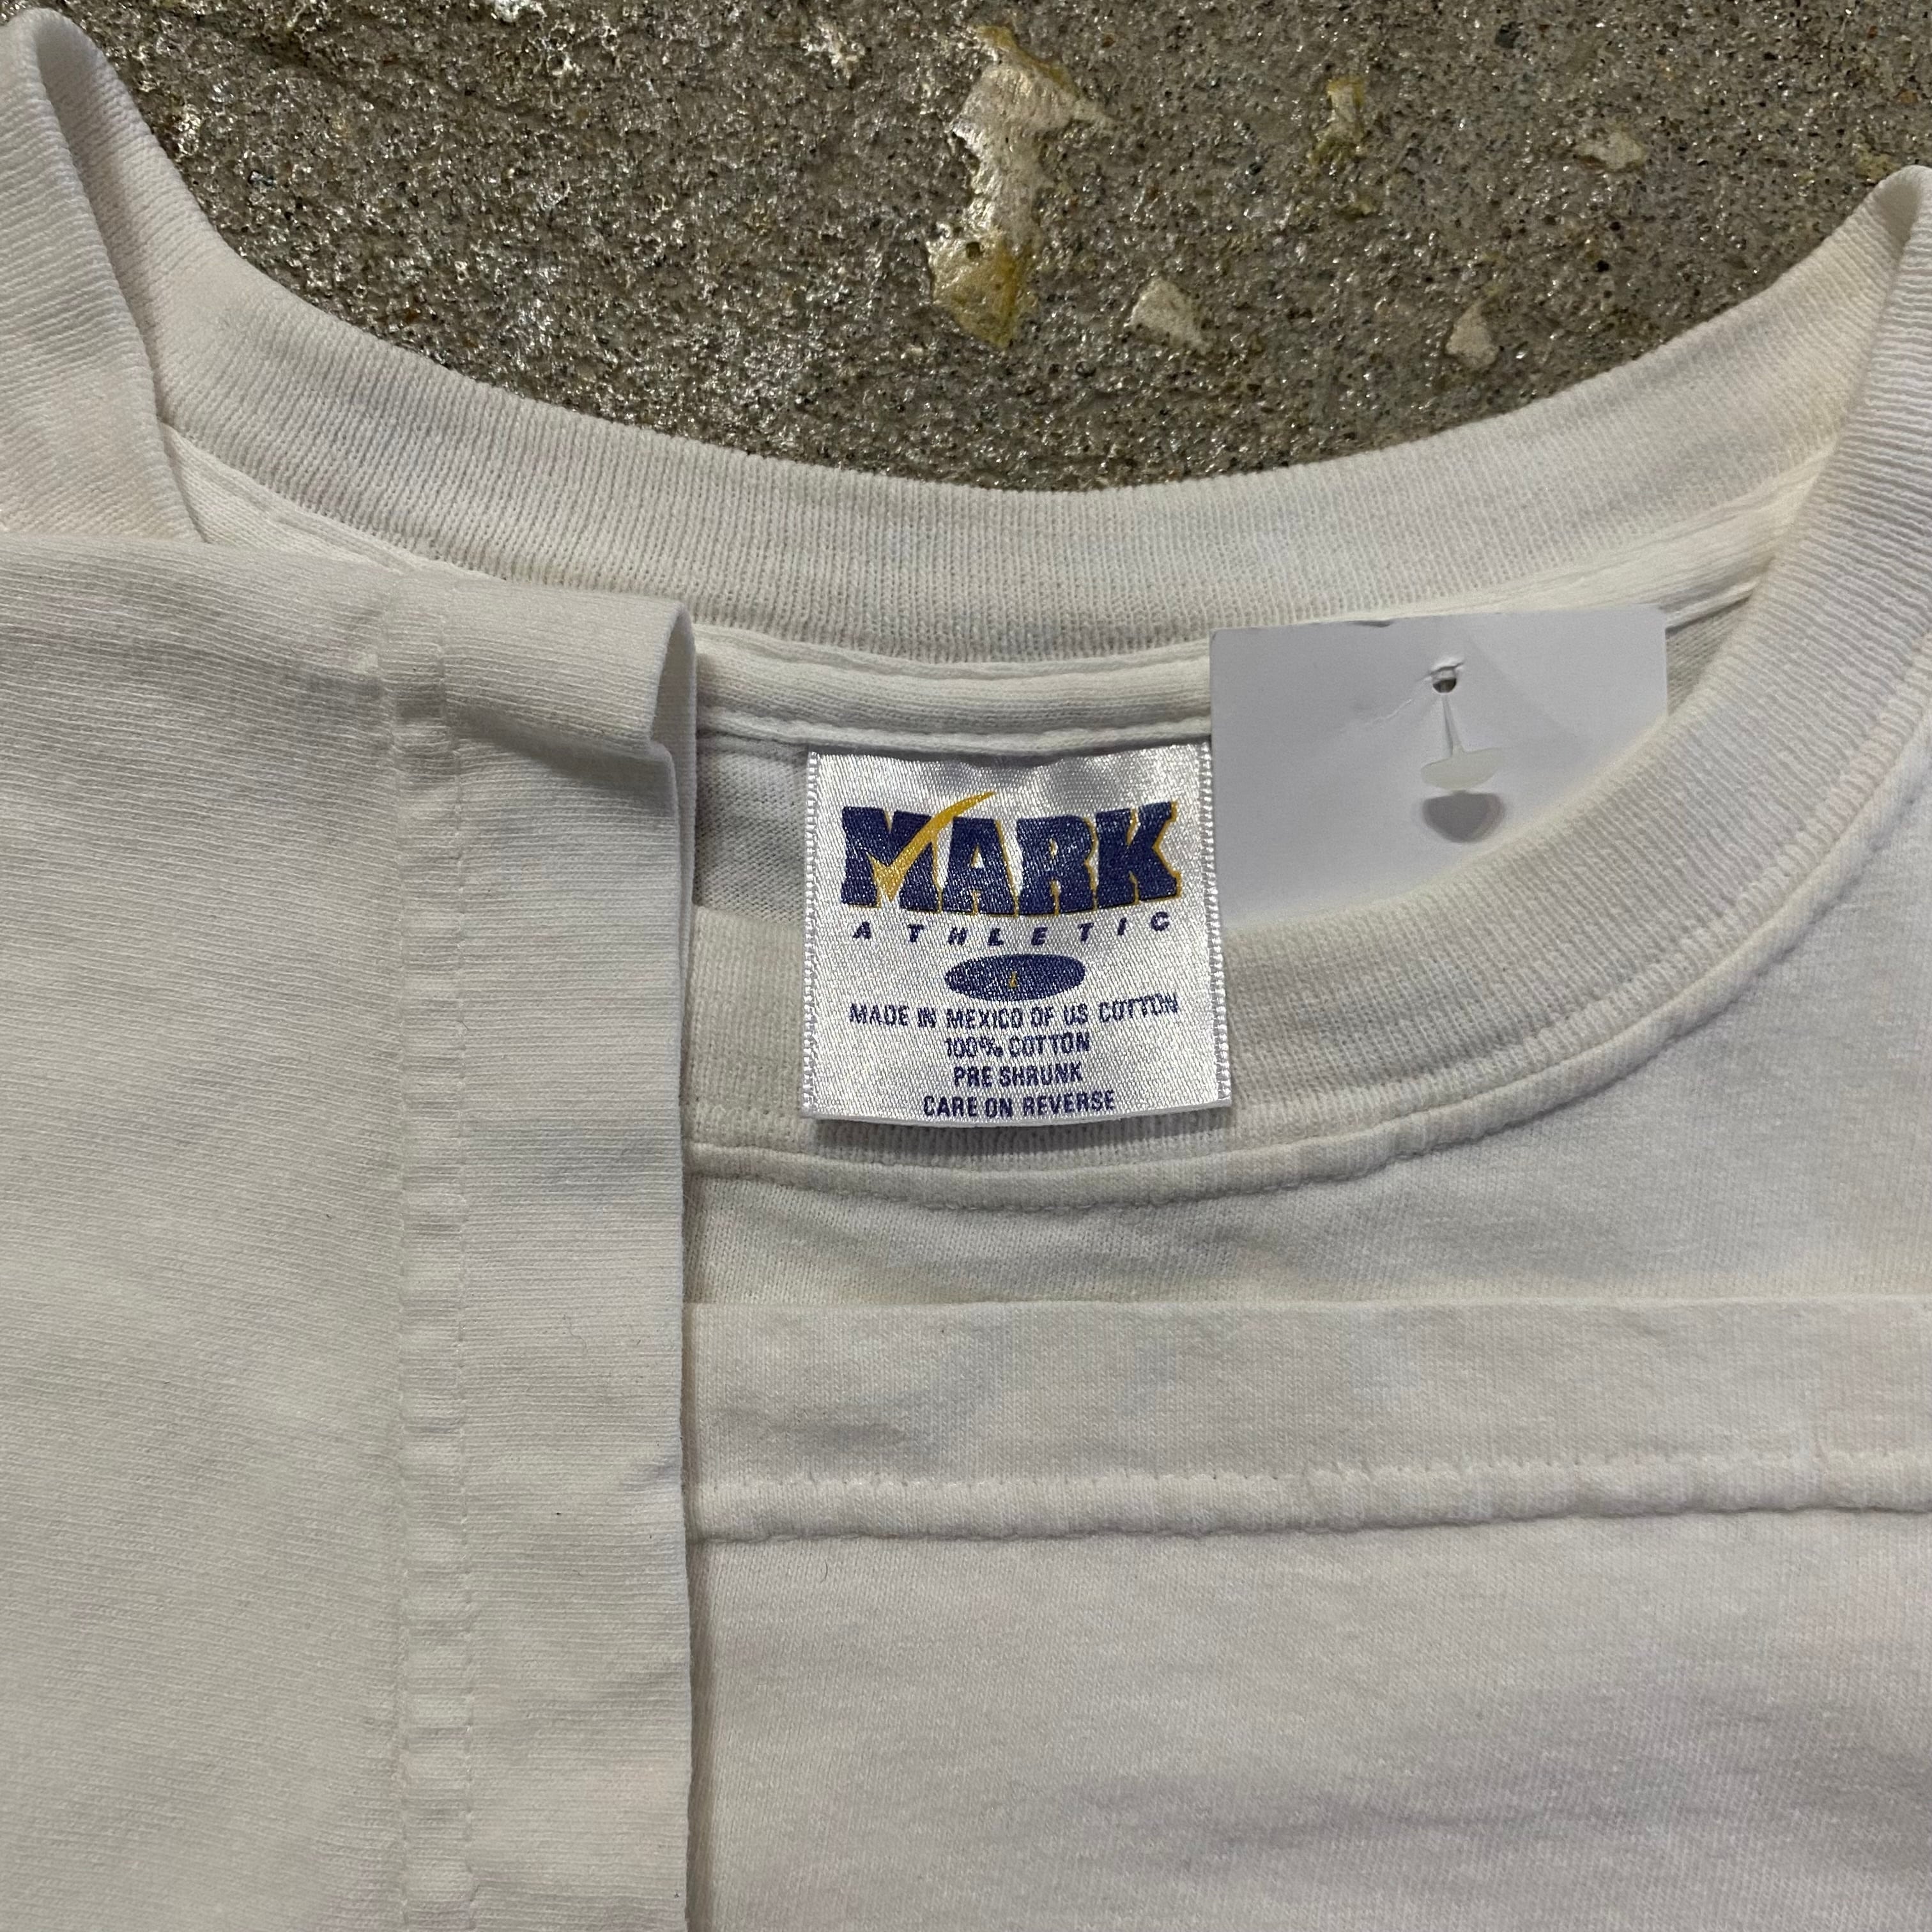 MARK
ATHLETIC
L
MADE IN MEXICO OF US COTTON
100% COTTON
PRE SHRUNK
CARE ON REVERSE